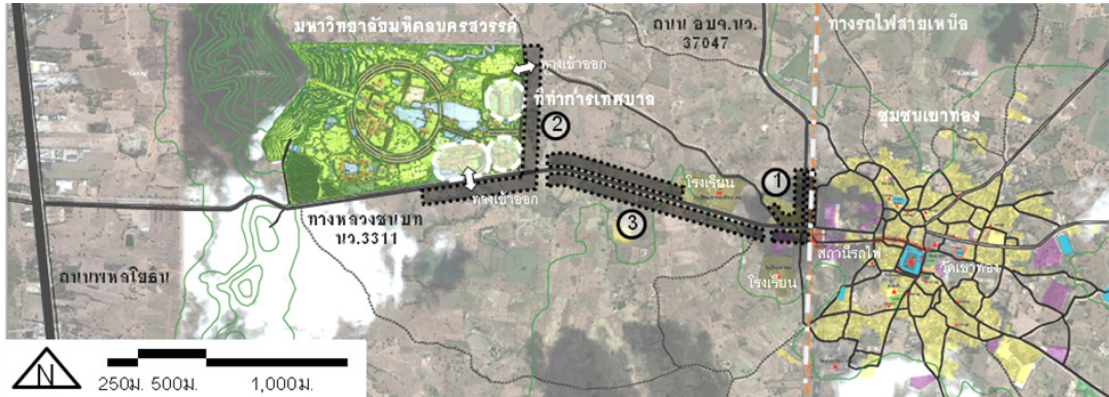 มหาวิทยาลัยมหิดลนครสวรรค์
ถนน อบจ.นว.
37047
ทางรถไฟสายเหนือ
ทางเข้าออก
ที่ทำการเทศบาล
ชุมชนเขาทอง
2
1
โรงเรียน
ทางเข้าออก
ทางหลวงชนบท
นว.3311
3
ถนนพหลโยธิน
สถานีรถไฟ
วัดเขาทอง
โรงเรียน
N
250ม. 500ม. 1,000ม.